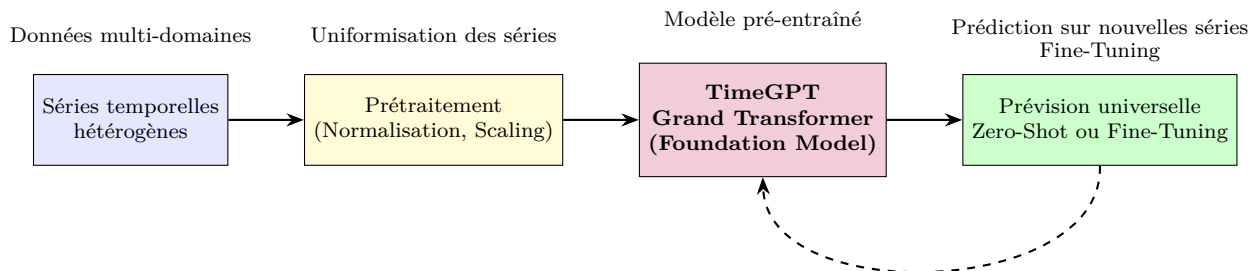 Données multi-domaines
Séries temporelles
hétérogènes
Uniformisation des séries
Prétraitement
(Normalisation, Scaling)
Modèle pré-entraîné
TimeGPT
Grand Transformer
(Foundation Model)
Prédiction sur nouvelles séries
Fine-Tuning
Prévision universelle
Zero-Shot ou Fine-Tuning